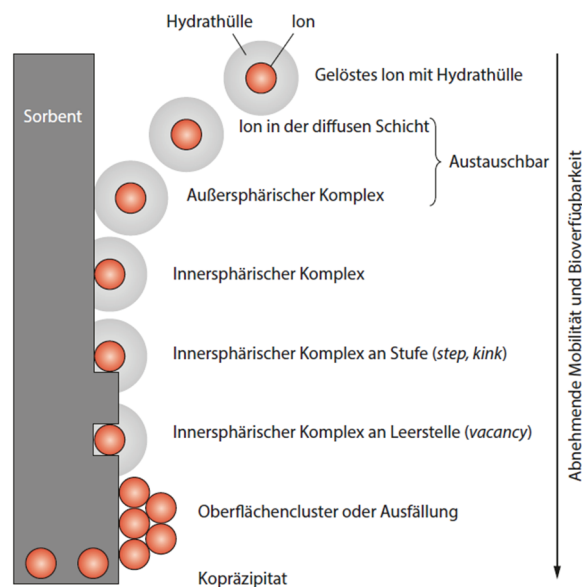 Hydrathülle
Ion
Gelöstes Ion mit Hydrathülle
Sorbent
Ion in der diffusen Schicht
Austauschbar
Außersphärischer Komplex
Innersphärischer Komplex
Innersphärischer Komplex an Stufe (step, kink)
Innersphärischer Komplex an Leerstelle (vacancy)
Oberflächencluster oder Ausfällung
Kopräzipitat
Abnehmende Mobilität und Bioverfügbarkeit